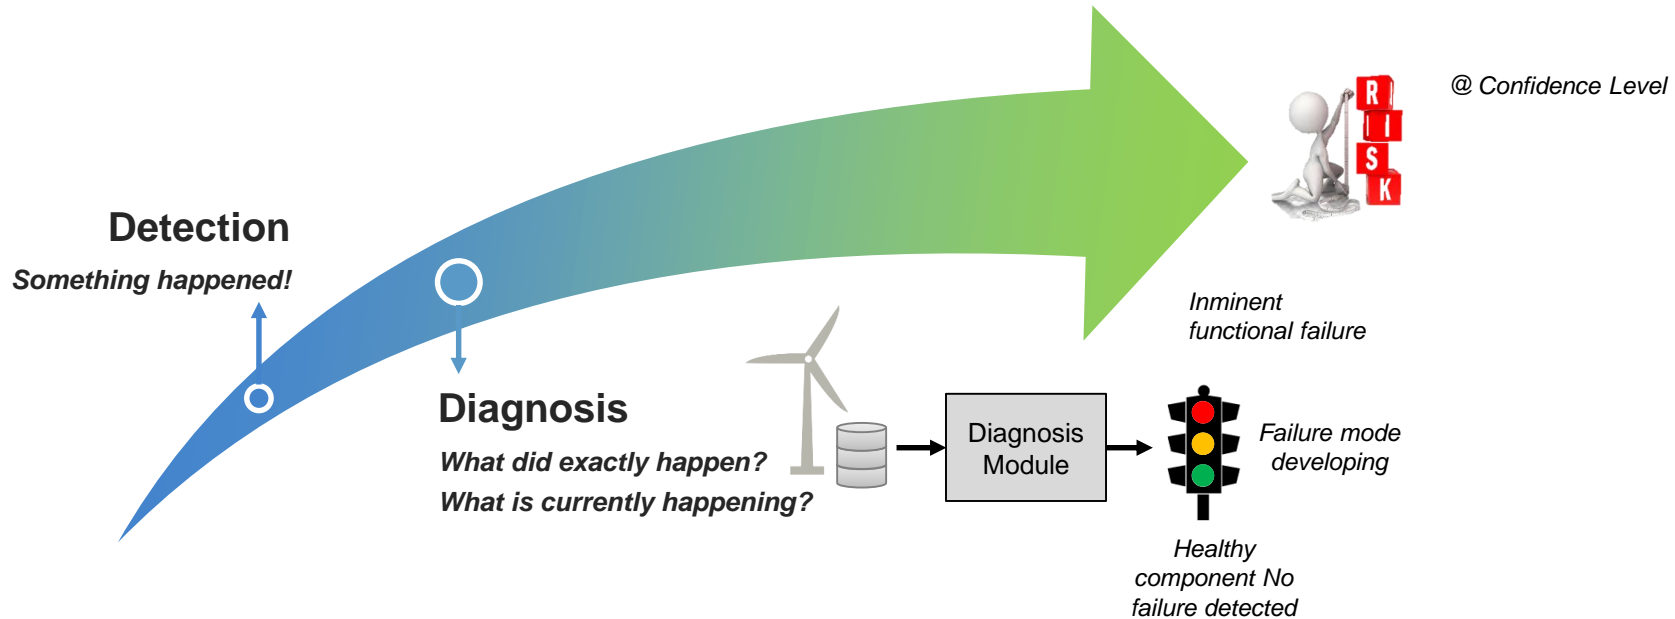 @ Confidence Level
R
I
S
K
Detection
Something happened!
Inminent
functional failure
Diagnosis
What did exactly happen?
What is currently happening?
Diagnosis
Module
Failure mode
developing
Healthy
component No
failure detected